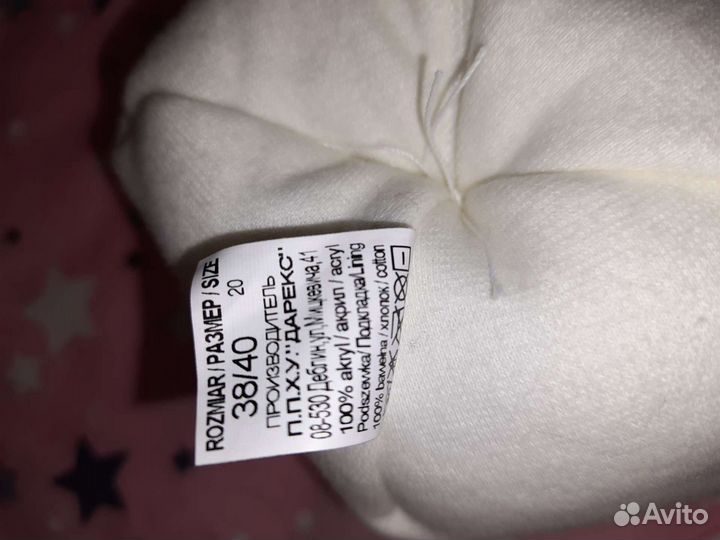 ROZMIAR / РАЗМЕР / SIZE
20
38/40
ПРОИЗВОДИТЕЛЬ
П.П.Х.У."ДАРЕКС"
08-530 Деблин,ул,Мицкевича,41
100% akryl / акрил / acryl
Podszewka/ Подкладка/Lining
100% bawełna / хлопок / cotton
Avito